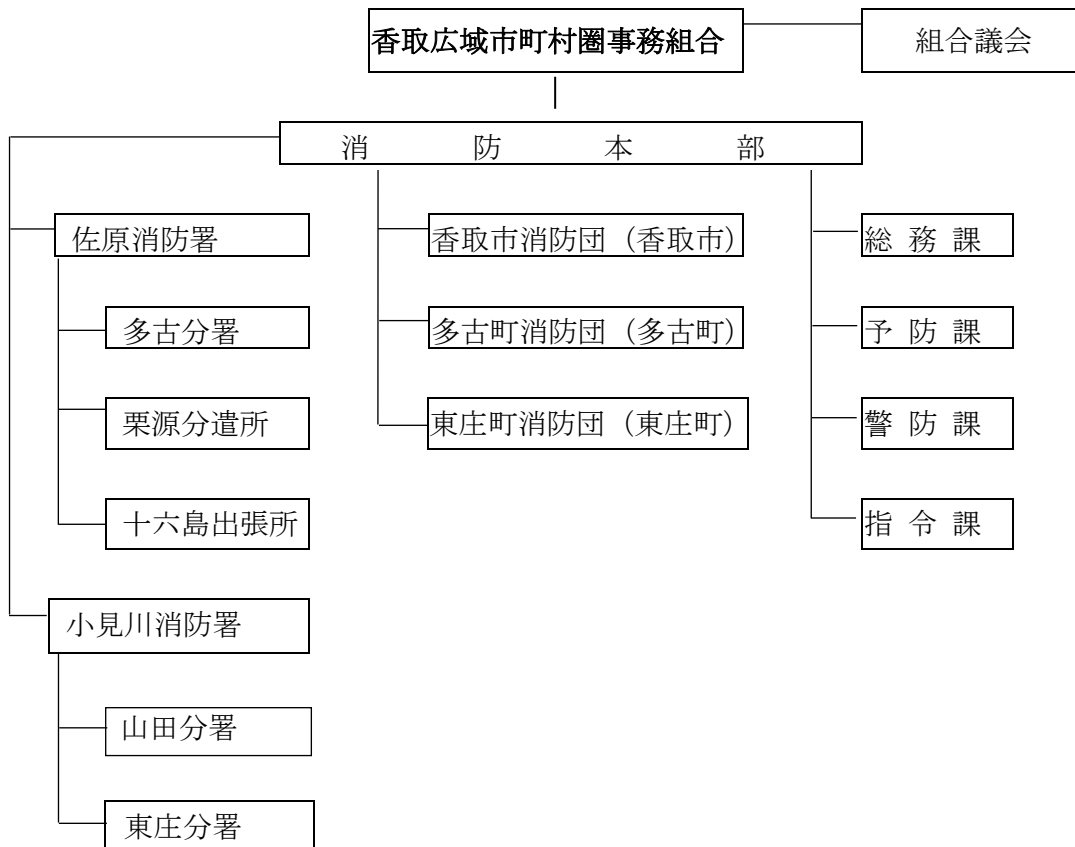 香取広域市町村圏事務組合
組合議会
消 防 本 部
佐原消防署
香取市消防団（香取市）
総 務 課
多古分署
多古町消防団（多古町）
予 防 課
栗源分遣所
東庄町消防団（東庄町）
警 防 課
十六島出張所
指 令 課
小見川消防署
山田分署
東庄分署